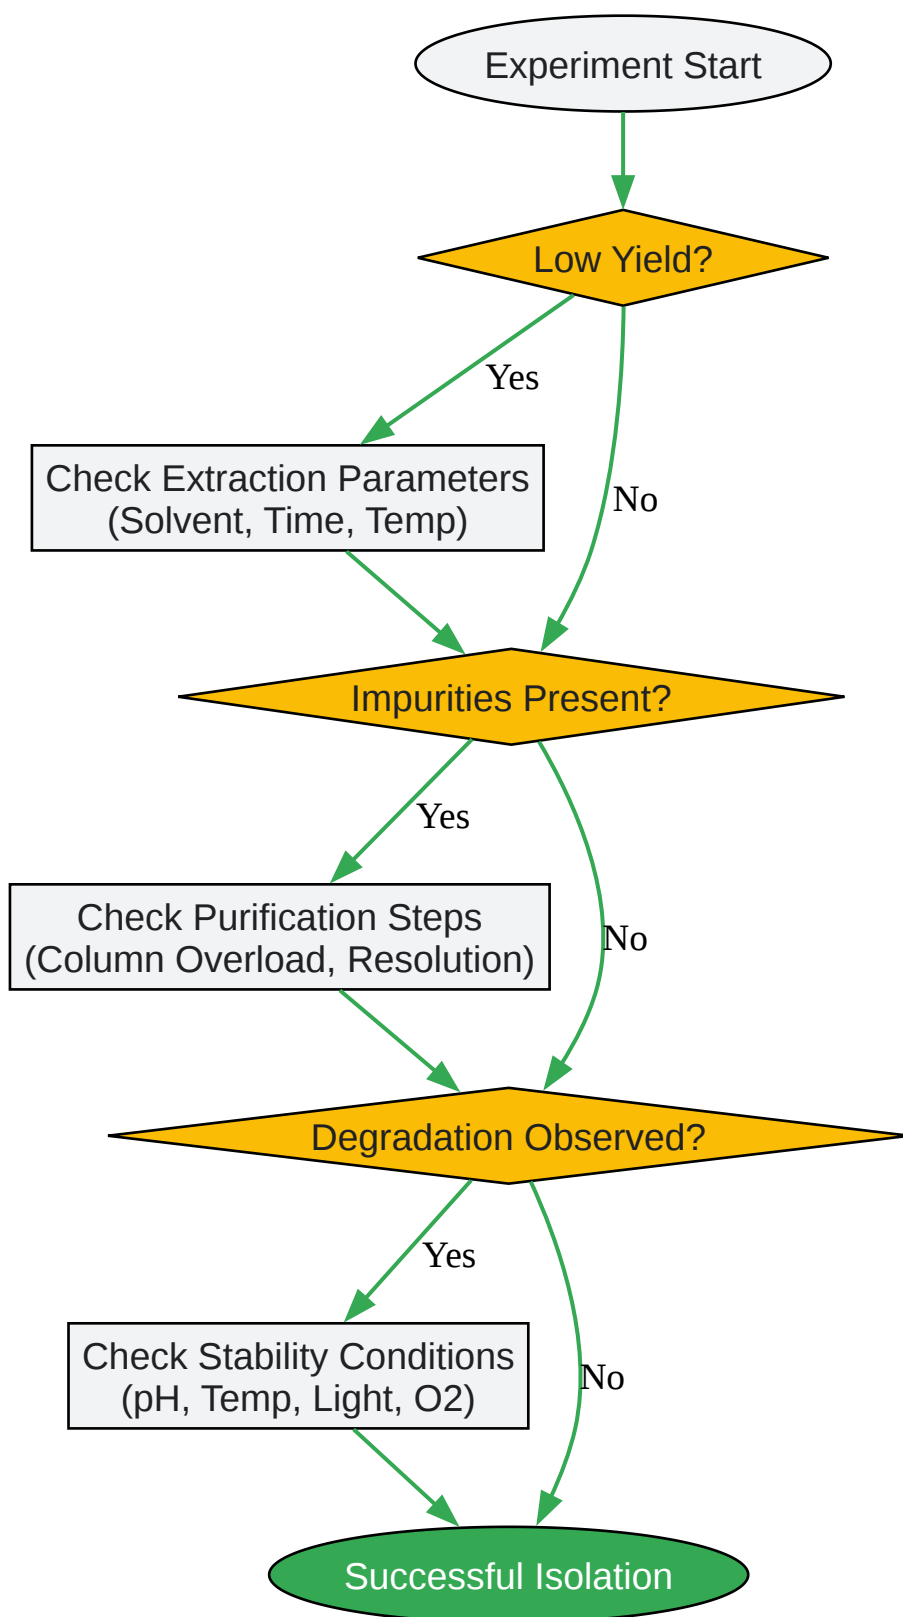 Experiment Start
Low Yield?
Yes
Check Extraction Parameters
(Solvent, Time, Temp)
No
Impurities Present?
Yes
Check Purification Steps
(Column Overload, Resolution)
No
Degradation Observed?
Yes
Check Stability Conditions
(pH, Temp, Light, O2)
No
Successful Isolation